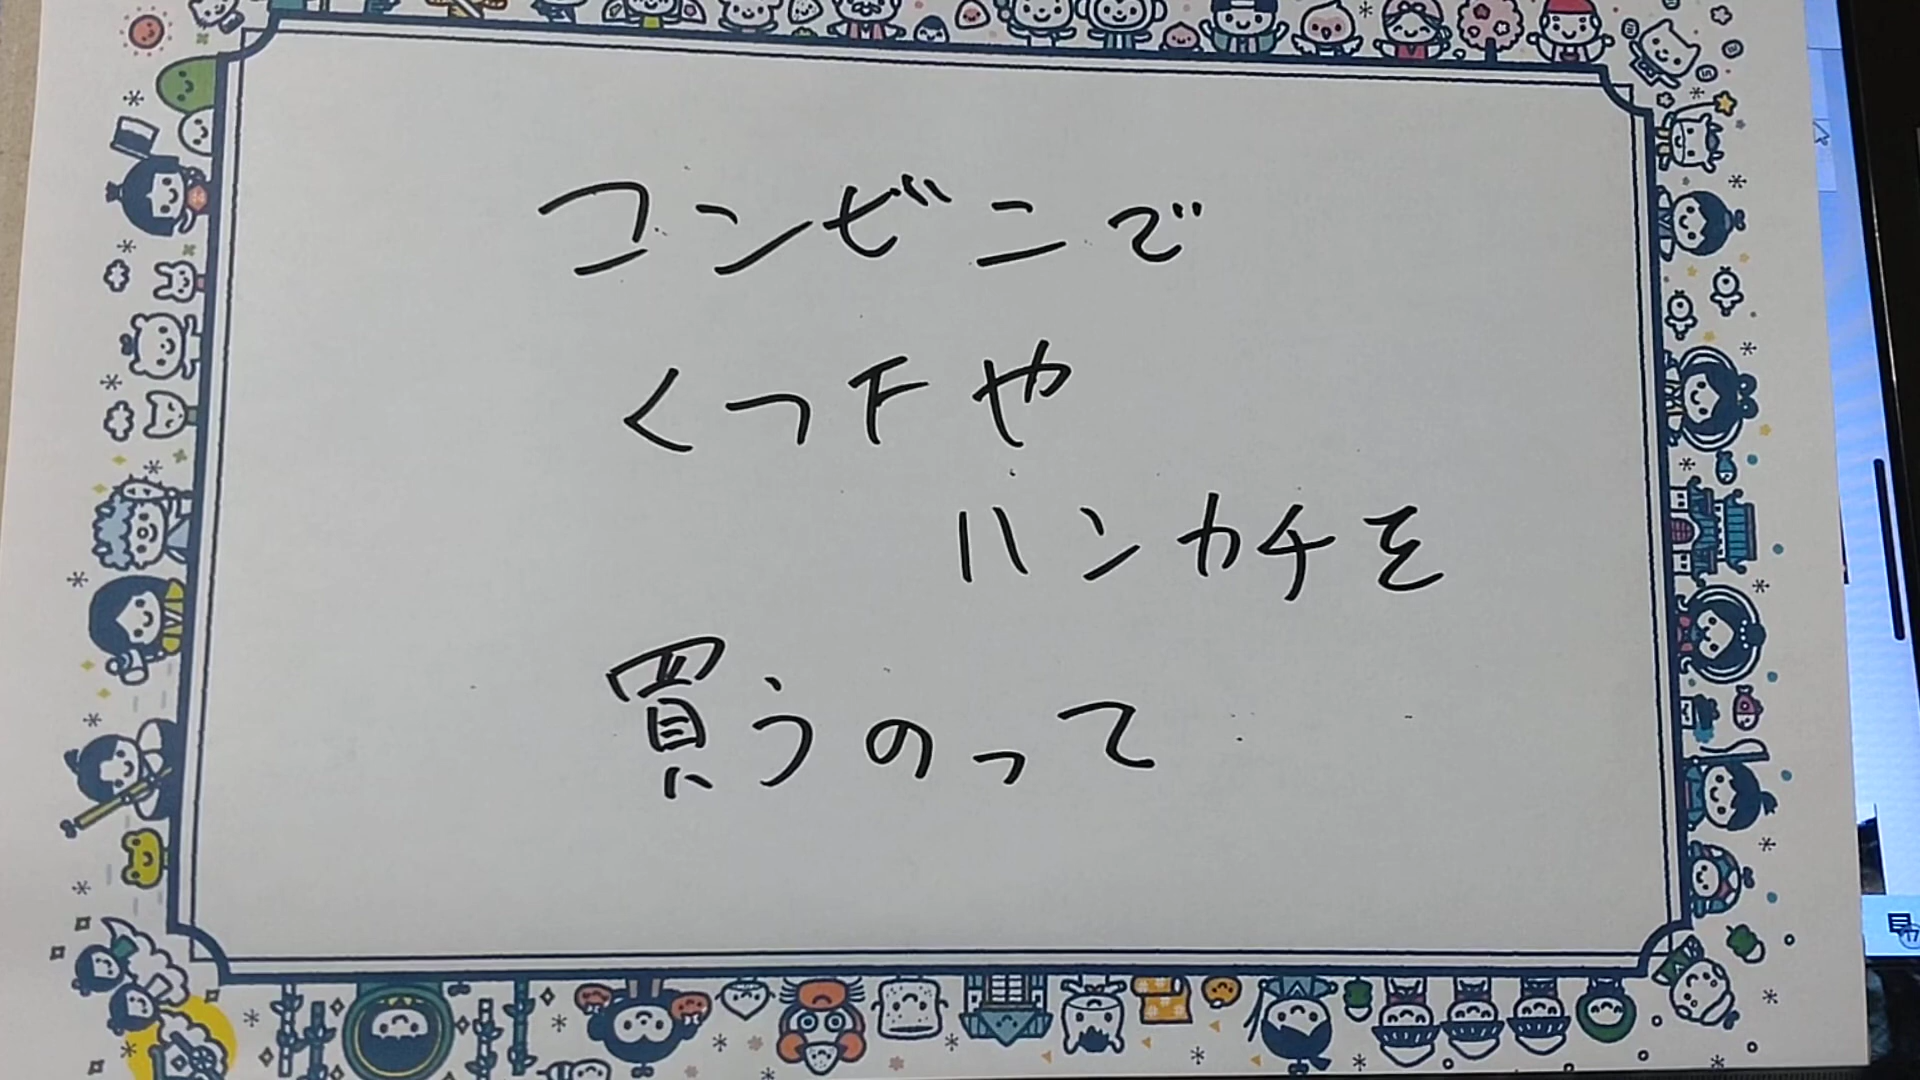 コンビニで
くつ下や
ハンカチを
買うのって